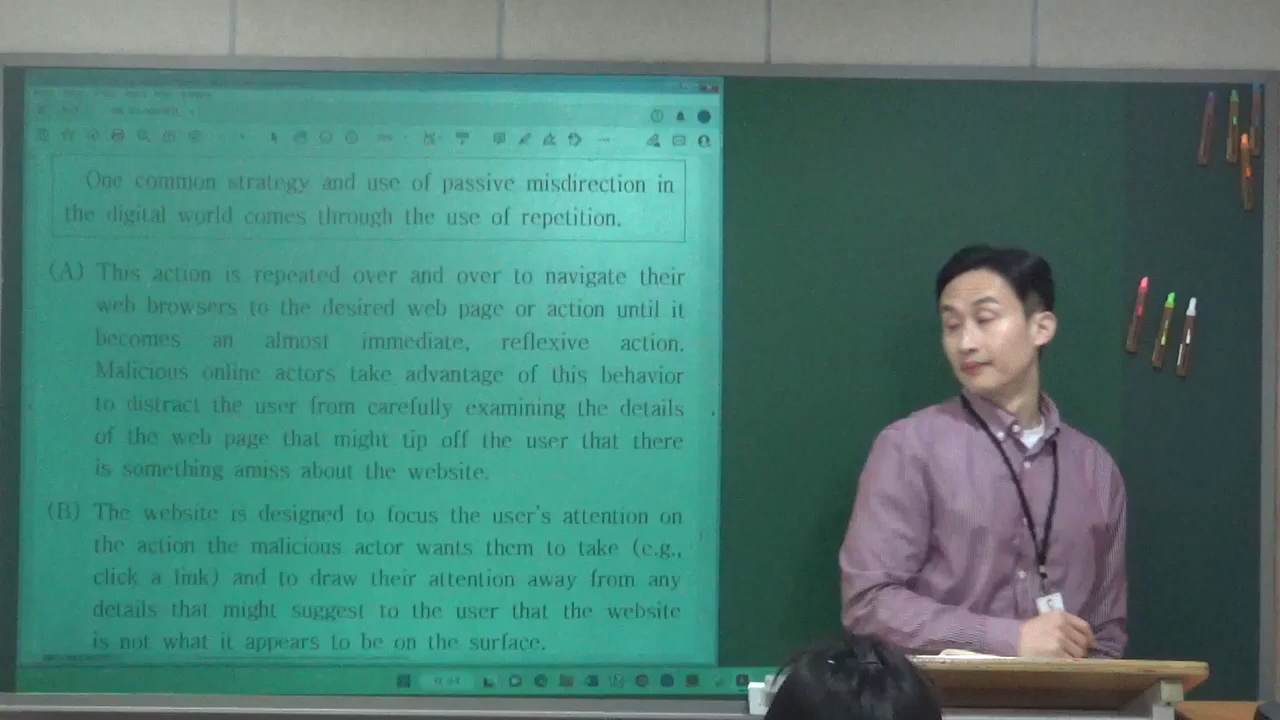 One common strategy and use of passive misdirection in
the digital world comes through the use of repetition.
(A) This action is repeated over and over to navigate their
web browsers to the desired web page or action until it
becomes an almost immediate, reflexive action.
Malicious online actors take advantage of this behavior
to distract the user from carefully examining the details
of the web page that might tip off the user that there
is something amiss about the website.
(B) The website is designed to focus the user's attention on
the action the malicious actor wants them to take (e.g.,
click a link) and to draw their attention away from any
details that might suggest to the user that the website
is not what it appears to be on the surface.